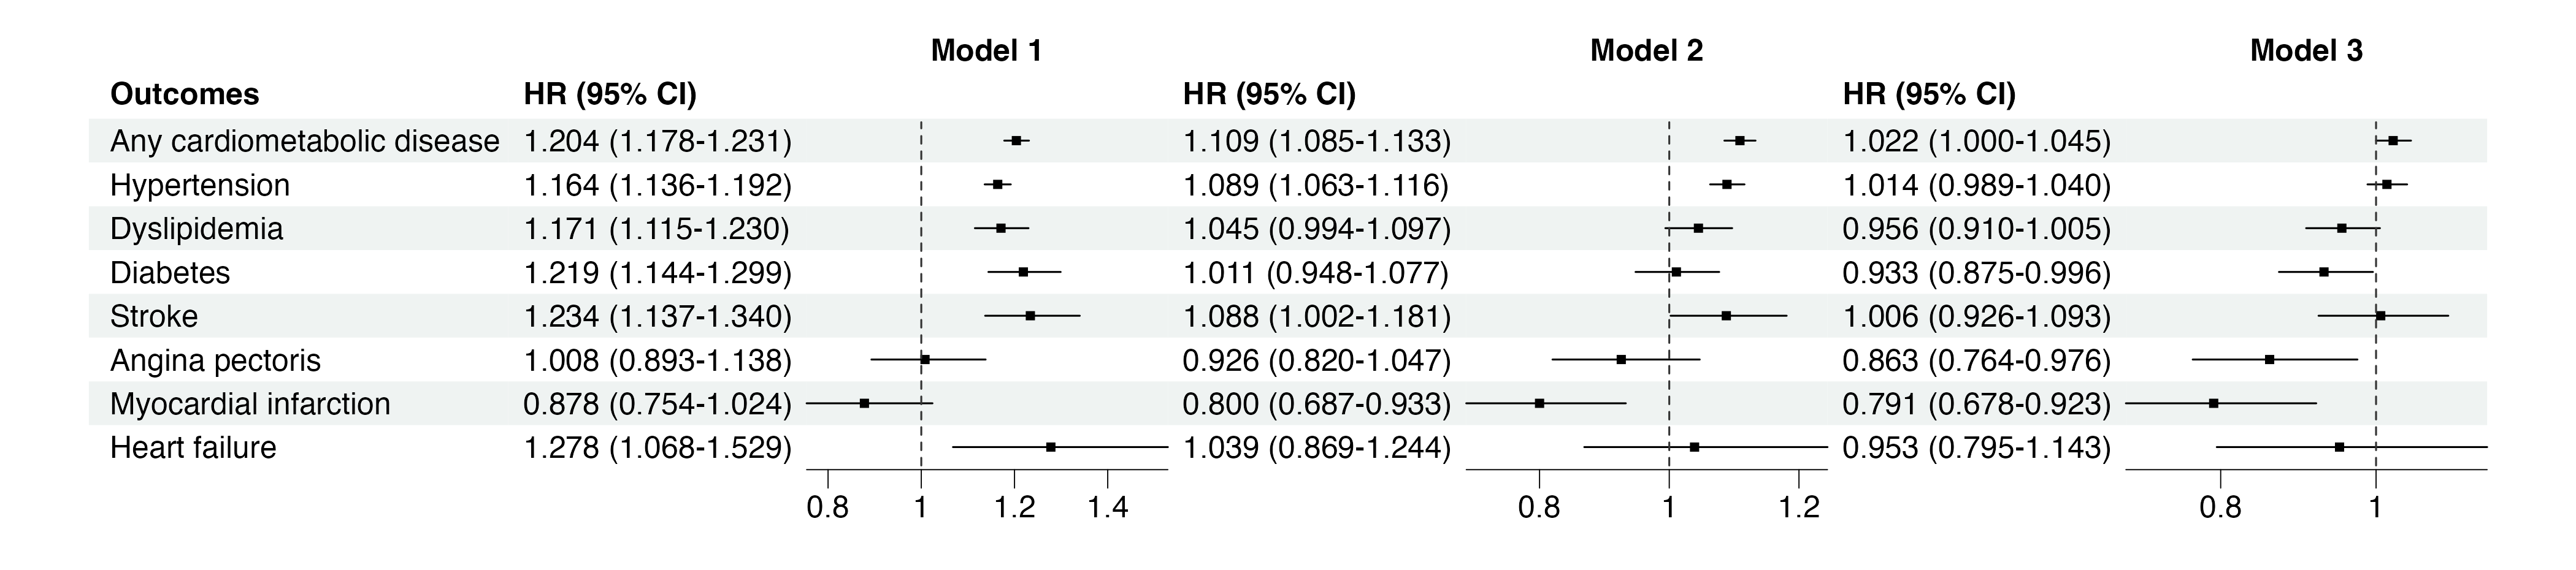 Model 1 Model 2 Model 3
Outcomes HR (95% CI) HR (95% CI) HR (95% CI)
Any cardiometabolic disease 1.204 (1.178-1.231) 1.109 (1.085-1.133) 1.022 (1.000-1.045)
Hypertension 1.164 (1.136-1.192) 1.089 (1.063-1.116) 1.014 (0.989-1.040)
Dyslipidemia 1.171 (1.115-1.230) 1.045 (0.994-1.097) 0.956 (0.910-1.005)
Diabetes 1.219 (1.144-1.299) 1.011 (0.948-1.077) 0.933 (0.875-0.996)
Stroke 1.234 (1.137-1.340) 1.088 (1.002-1.181) 1.006 (0.926-1.093)
Angina pectoris 1.008 (0.893-1.138) 0.926 (0.820-1.047) 0.863 (0.764-0.976)
Myocardial infarction 0.878 (0.754-1.024) 0.800 (0.687-0.933) 0.791 (0.678-0.923)
Heart failure 1.278 (1.068-1.529) 1.039 (0.869-1.244) 0.953 (0.795-1.143)
0.8 1 1.2 1.4 0.8 1 1.2 0.8 1